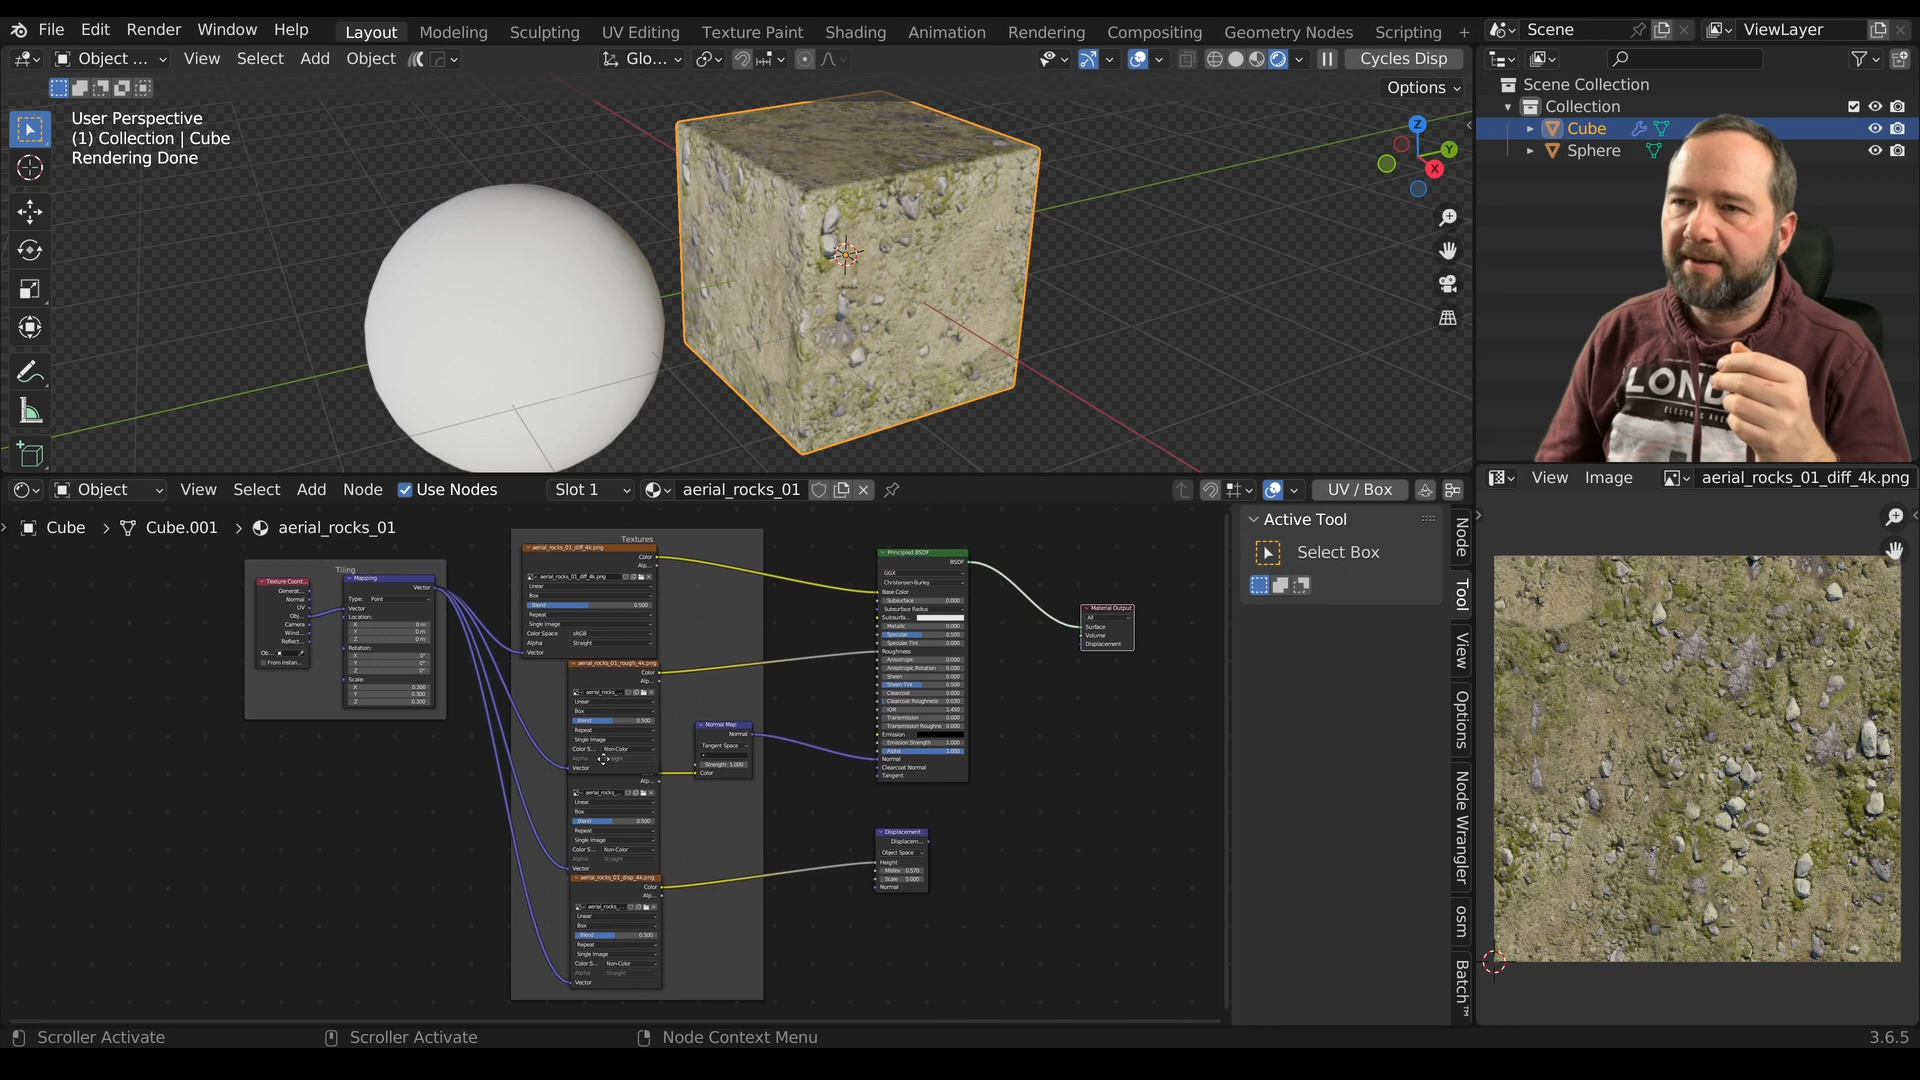 File Edit Render Window Help Layout Modeling Sculpting UV Editing Texture Paint Shading Animation Rendering Compositing Geometry Nodes Scripting + Scene ViewLayer
Object ... View Select Add Object Glo... Cycles Disp
Options
User Perspective
(1) Collection | Cube
Rendering Done
Z
Y
X
Scene Collection
Collection
Cube
Sphere
LOND
Object View Select Add Node Use Nodes Slot 1 aerial_rocks_01 UV / Box
Cube > Cube.001 > aerial_rocks_01
Tiling
Texture Coord...
Generat...
Normal
UV
Obj...
Camera
Wind...
Reflect...
Ob...
From Instan...
Mapping
Vector
Type: Point
Vector
Location:
X 0 m
Y 0 m
Z 0 m
Rotation:
X 0°
Y 0°
Z 0°
Scale:
X 0.300
Y 0.300
Z 0.300
Textures
aerial_rocks_01_diff_4k.png
Color
Alp...
aerial_rocks_01_diff_4k.png
Linear
Box
Blend 0.500
Repeat
Single Image
Color Space sRGB
Alpha Straight
Vector
aerial_rocks_01_rough_4k.png
Color
Alp...
aerial_rocks_...
Linear
Box
Blend 0.500
Repeat
Single Image
Color S... Non-Color
Alpha
Vector
Alp...
aerial_rocks_...
Linear
Box
Blend 0.500
Repeat
Single Image
Color S... Non-Color
Alpha Straight
Vector
aerial_rocks_01_disp_4k.png
Color
Alp...
aerial_rocks_...
Linear
Box
Blend 0.500
Repeat
Single Image
Color S... Non-Color
Alpha Straight
Vector
Normal Map
Normal
Tangent Space
Strength 1.000
Color
Principled BSDF
BSDF
GGX
Christensen-Burley
Base Color
Subsurface 0.000
Subsurface Radius
Subsurfa...
Metallic 0.000
Specular 0.500
Specular Tint 0.000
Roughness
Anisotropic 0.000
Anisotropic Rotation 0.000
Sheen 0.000
Sheen Tint 0.500
Clearcoat 0.000
Clearcoat Roughness 0.030
IOR 1.450
Transmission 0.000
Transmission Roughne 0.000
Emission
Emission Strength 1.000
Alpha 1.000
Normal
Clearcoat Normal
Tangent
Displacement
Displacem...
Object Space
Height
Midlev 0.570
Scale 5.000
Normal
Material Output
All
Surface
Volume
Displacement
Active Tool
Select Box
Node
Tool
View
Options
Node Wrangler
osm
Batch™
View Image aerial_rocks_01_diff_4k.png
Scroller Activate Scroller Activate Node Context Menu 3.6.5